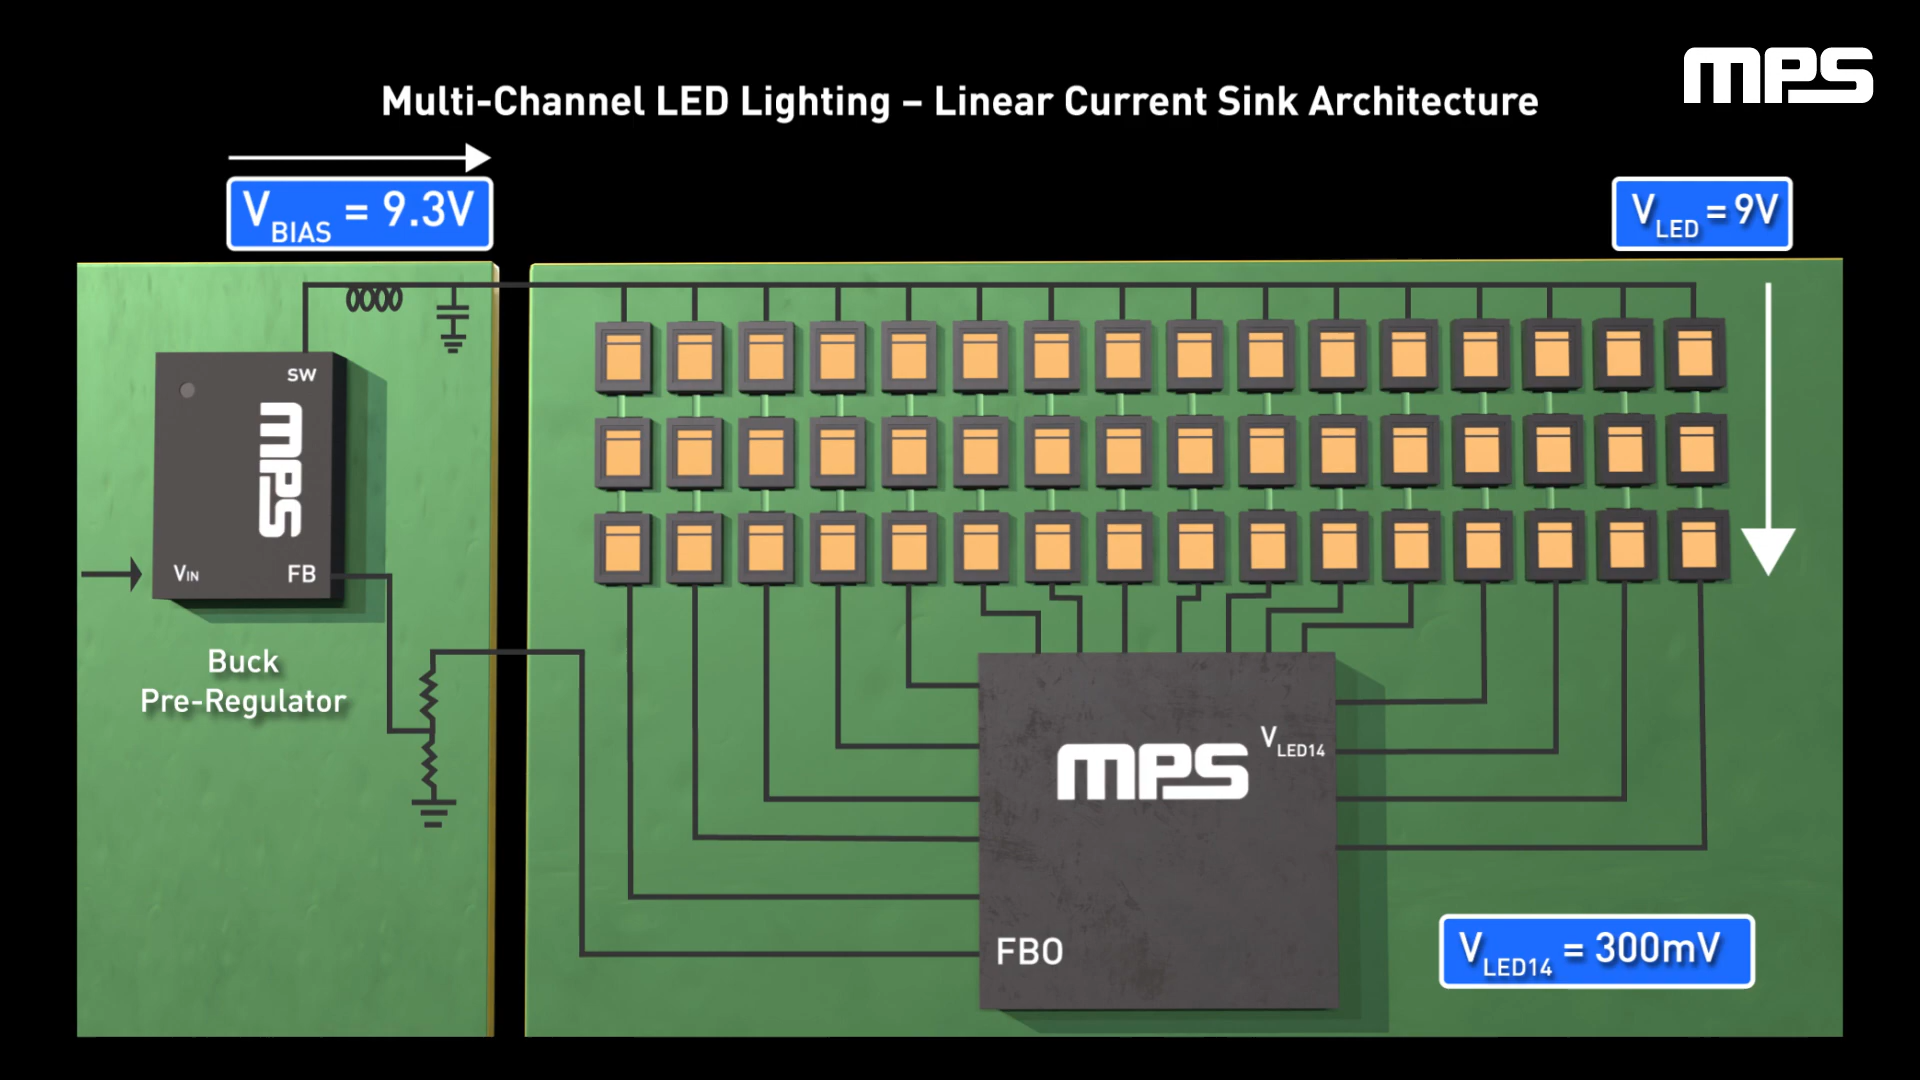 MPS
Multi-Channel LED Lighting – Linear Current Sink Architecture
VBIAS = 9.3V
VLED = 9V
SW
MPS
VIN
FB
Buck
Pre-Regulator
VLED14
MPS
FBO
VLED14 = 300mV